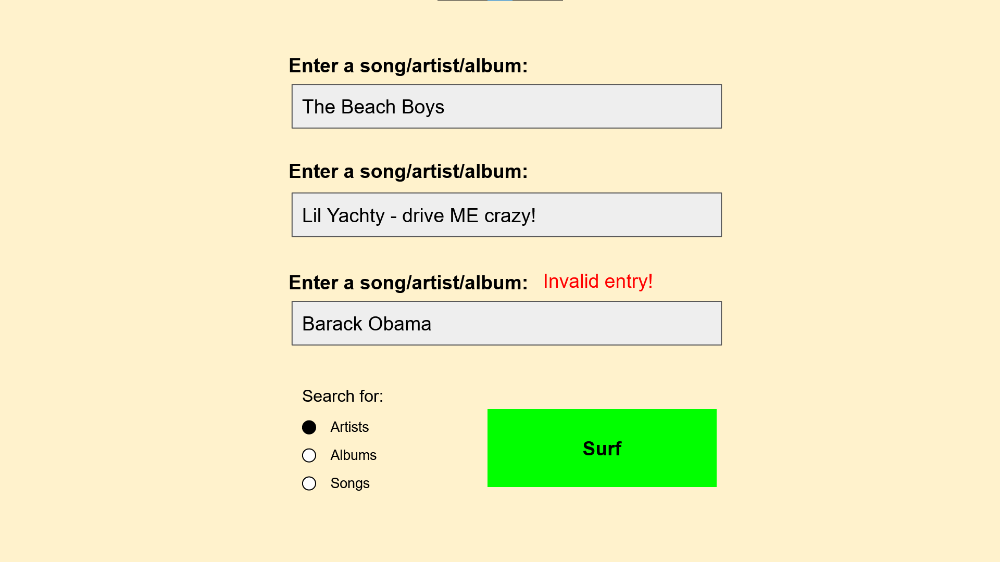 Enter a song/artist/album:
The Beach Boys
Enter a song/artist/album:
Lil Yachty - drive ME crazy!
Enter a song/artist/album: Invalid entry!
Barack Obama
Search for:
Artists
Albums
Songs
Surf